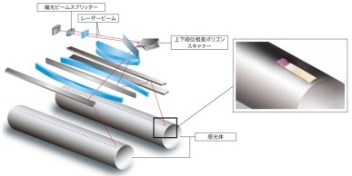 偏光ビームスプリッター
レーザービーム
上下段位相差ポリゴン
スキャナー
感光体